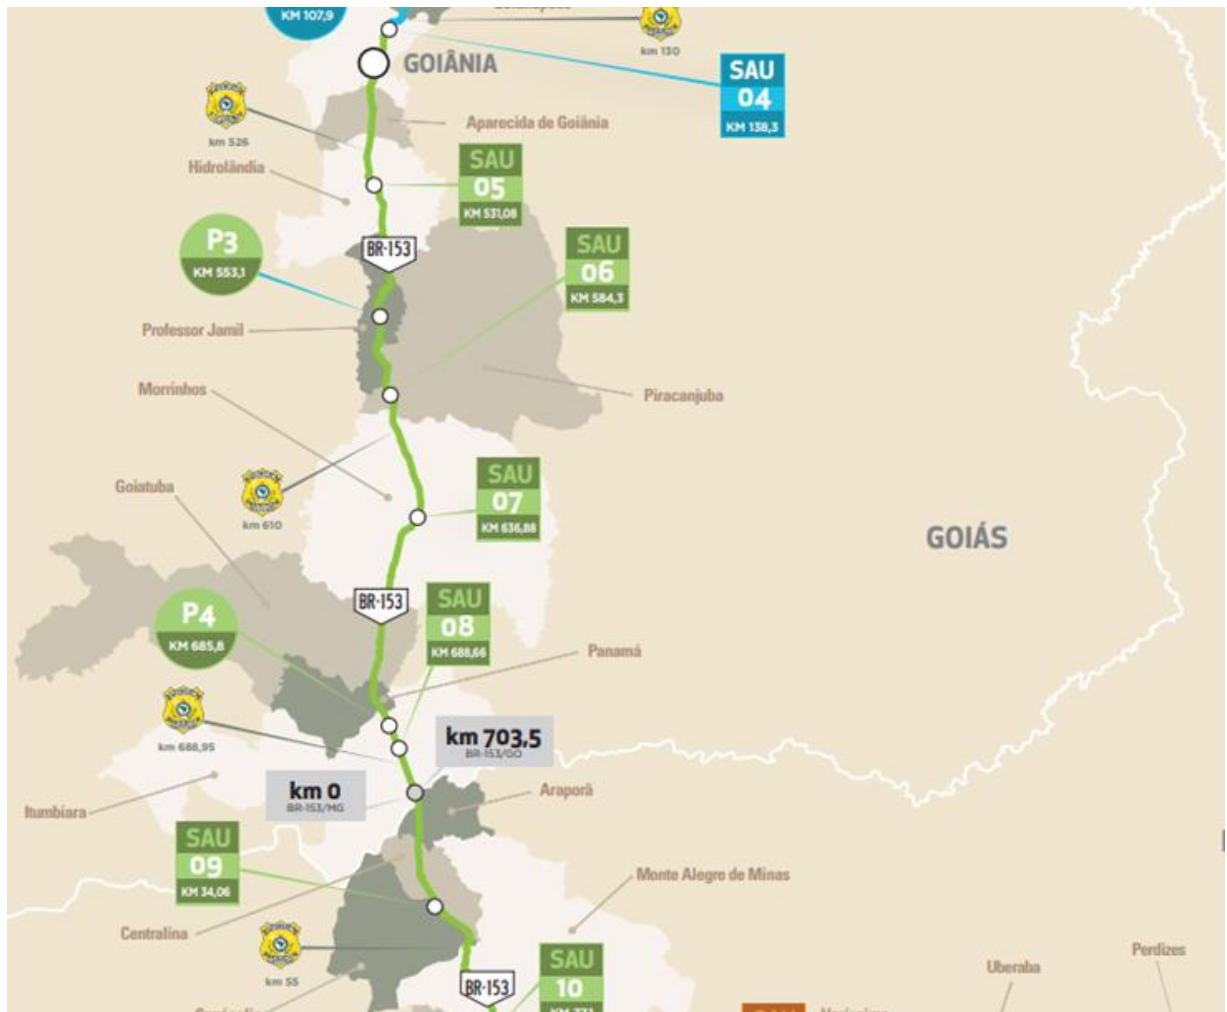 KM 107,9
km 130
GOIÂNIA
SAU
04
KM 138,3
km 526
Aparecida de Goiânia
Hidrolândia
SAU
05
KM 531,08
P3
KM 553,1
BR-153
SAU
06
KM 584,3
Professor Jamil
Morrinhos
Piracanjuba
Goiatuba
km 610
SAU
07
KM 636,88
GOIÁS
BR-153
P4
KM 685,8
SAU
08
KM 688,66
Panamá
km 688,95
km 703,5
BR-153/GO
km 0
BR-153/MG
Araporã
Itumbiara
SAU
09
KM 34,06
Monte Alegre de Minas
Centralina
km 55
SAU
10
BR-153
Uberaba
Perdizes